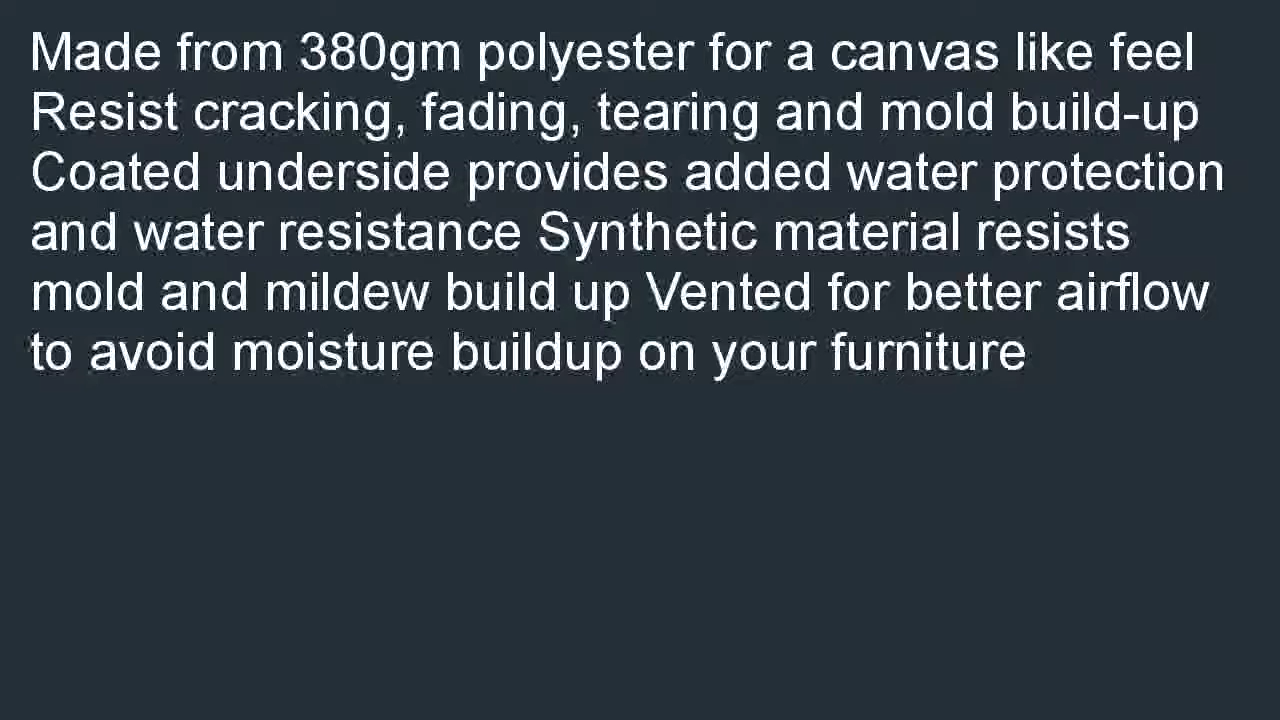 Made from 380gm polyester for a canvas like feel
Resist cracking, fading, tearing and mold build-up
Coated underside provides added water protection
and water resistance Synthetic material resists
mold and mildew build up Vented for better airflow
to avoid moisture buildup on your furniture